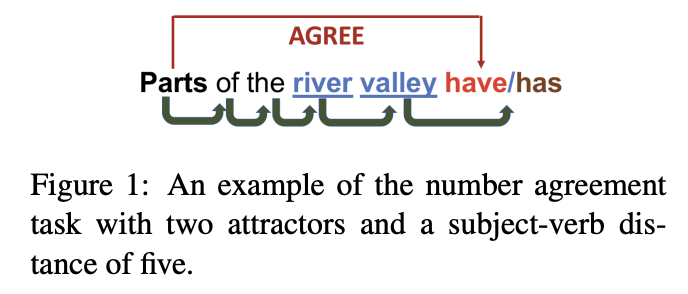 AGREE
Parts of the river valley have/has
Figure 1: An example of the number agreement
task with two attractors and a subject-verb dis-
tance of five.